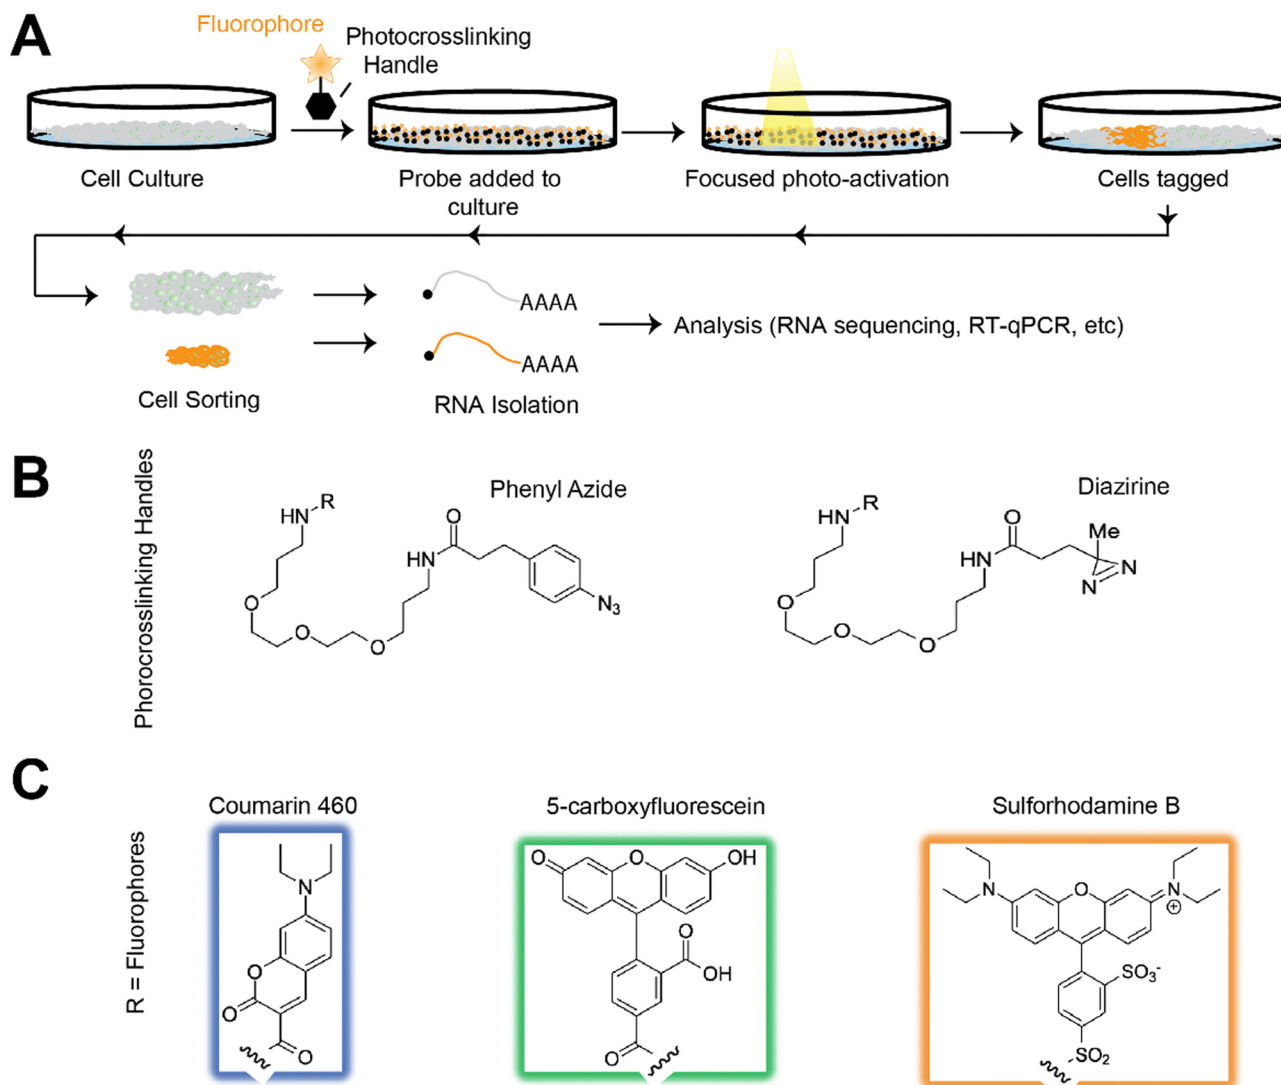 A
Fluorophore
Photocrosslinking
Handle
Cell Culture
Probe added to
culture
Focused photo-activation
Cells tagged
AAAA
AAAA
Cell Sorting
RNA Isolation
Analysis (RNA sequencing, RT-qPCR, etc)
B
Phorocrosslinking Handles
Phenyl Azide
HN
R
O
O
O
HN
O
N3
Diazirine
HN
R
O
O
O
HN
O
Me
N
N
C
R = Fluorophores
Coumarin 460
N
O
O
O
5-carboxyfluorescein
O
O
OH
O
OH
O
Sulforhodamine B
N
O
N
⊕
SO3-
SO2